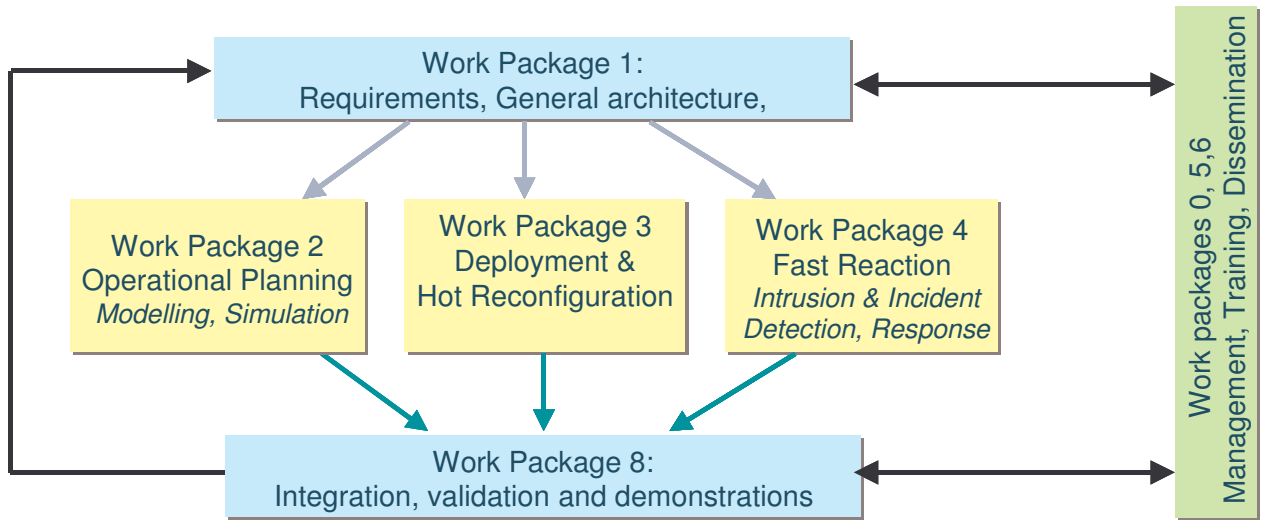 Work Package 1:
Requirements, General architecture,
Work Package 2
Operational Planning
Modelling, Simulation
Work Package 3
Deployment &
Hot Reconfiguration
Work Package 4
Fast Reaction
Intrusion & Incident
Detection, Response
Work Package 8:
Integration, validation and demonstrations
Work packages 0, 5,6
Management, Training, Dissemination